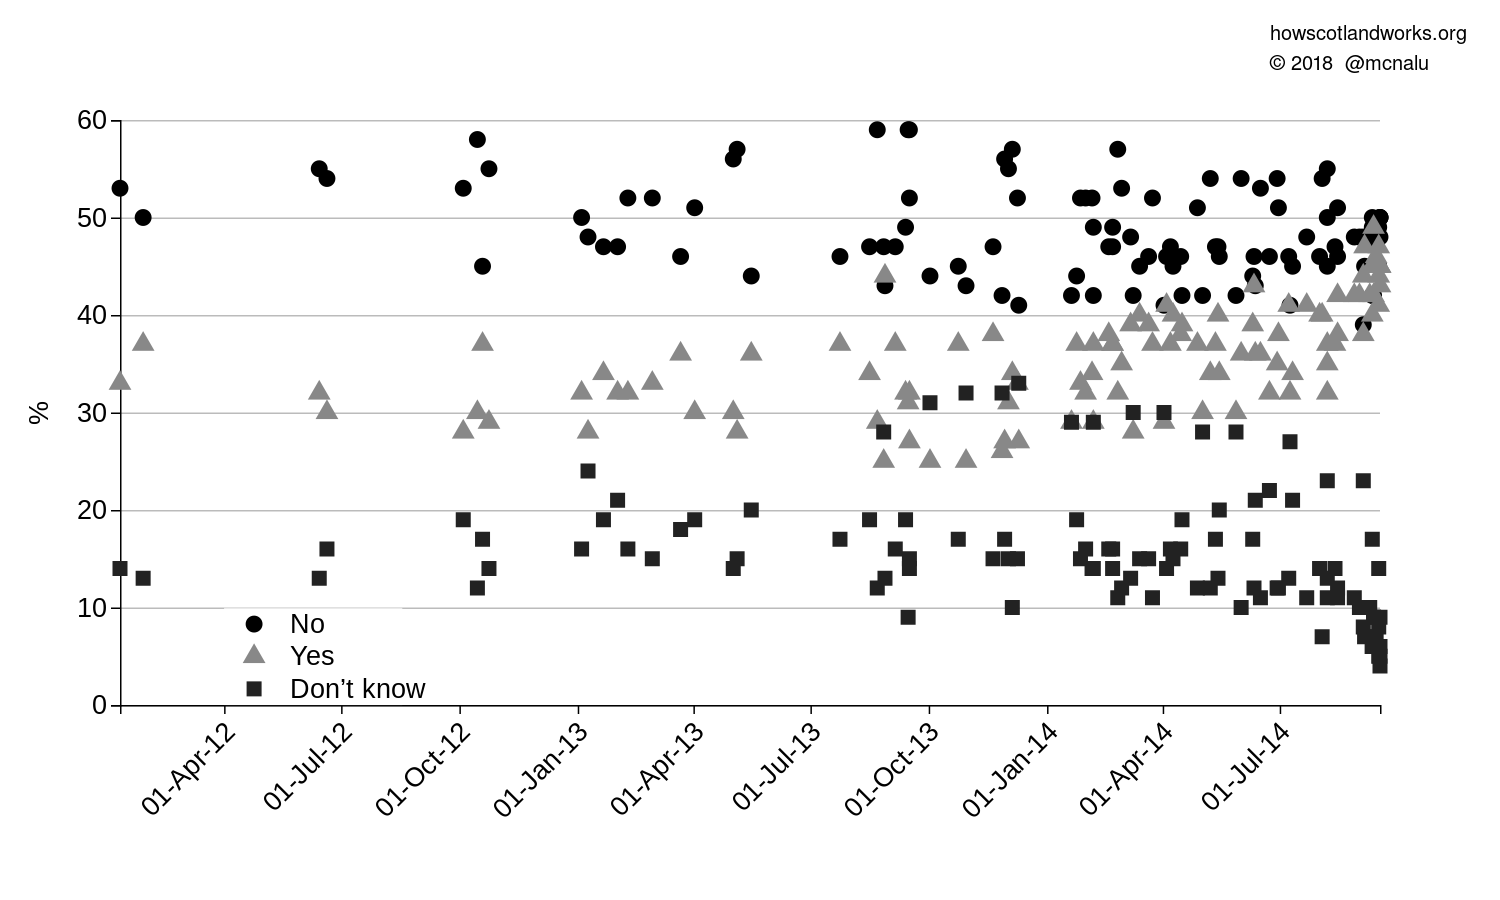 howscotlandworks.org
© 2018 @mcnalu
60
50
40
30
20
10
0
%
No
Yes
Don’t know
01-Apr-12
01-Jul-12
01-Oct-12
01-Jan-13
01-Apr-13
01-Jul-13
01-Oct-13
01-Jan-14
01-Apr-14
01-Jul-14